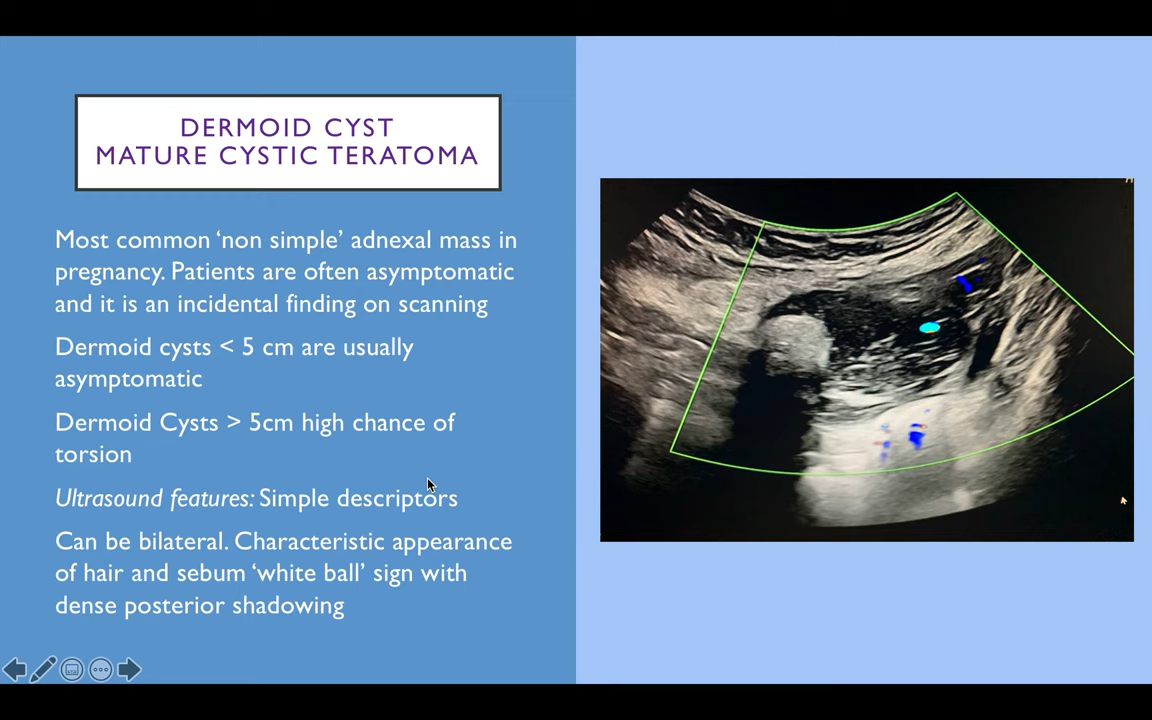 DERMOID CYST
MATURE CYSTIC TERATOMA
Most common ‘non simple’ adnexal mass in
pregnancy. Patients are often asymptomatic
and it is an incidental finding on scanning
Dermoid cysts < 5 cm are usually
asymptomatic
Dermoid Cysts > 5cm high chance of
torsion
Ultrasound features: Simple descriptors
Can be bilateral. Characteristic appearance
of hair and sebum ‘white ball’ sign with
dense posterior shadowing